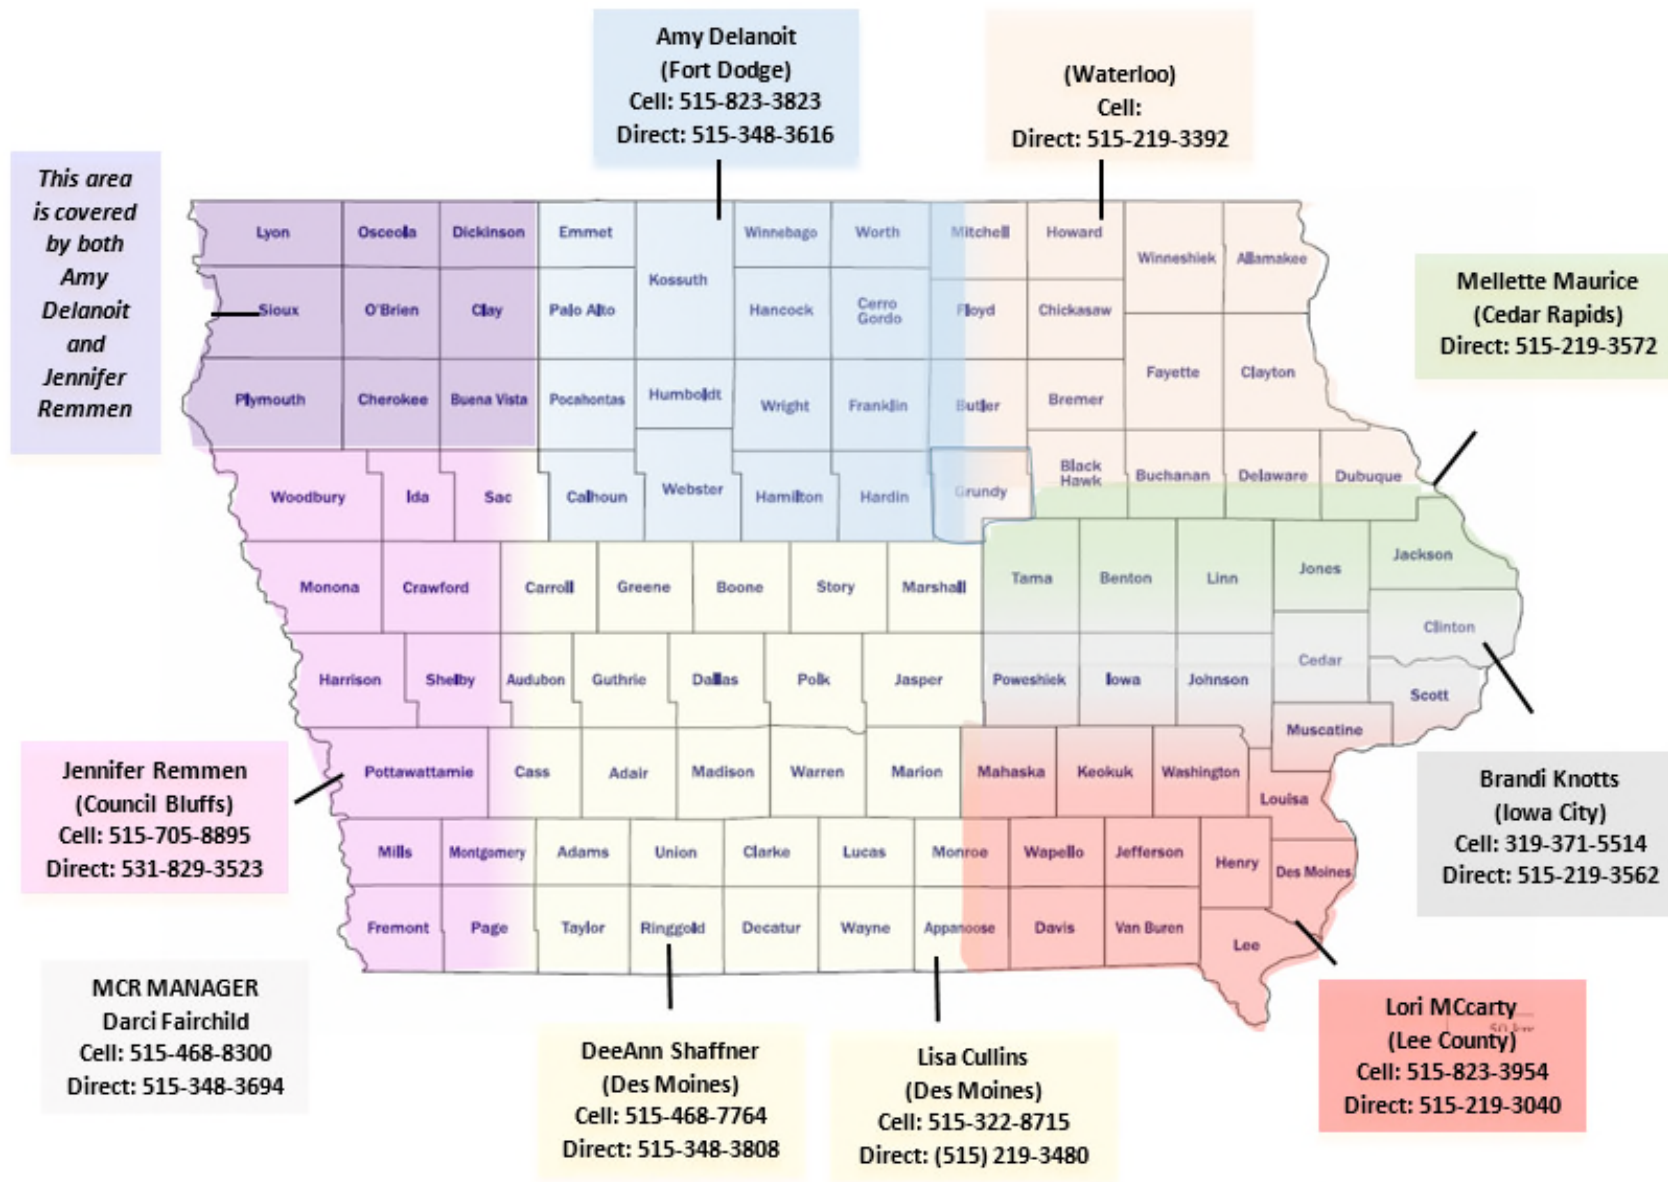 Amy Delanoit
(Fort Dodge)
Cell: 515-823-3823
Direct: 515-348-3616
(Waterloo)
Cell:
Direct: 515-219-3392
This area
is covered
by both
Amy
Delanoit
and
Jennifer
Remmen
Mellette Maurice
(Cedar Rapids)
Direct: 515-219-3572
Lyon
Osceola
Dickinson
Emmet
Kossuth
Winnebago
Worth
Mitchell
Howard
Winneshiek
Allamakee
Sioux
O'Brien
Clay
Palo Alto
Hancock
Cerro
Gordo
Floyd
Chickasaw
Plymouth
Cherokee
Buena Vista
Pocahontas
Humboldt
Wright
Franklin
Butler
Bremer
Fayette
Clayton
Woodbury
Ida
Sac
Calhoun
Webster
Hamilton
Hardin
Grundy
Black
Hawk
Buchanan
Delaware
Dubuque
Monona
Crawford
Carroll
Greene
Boone
Story
Marshall
Tama
Benton
Linn
Jones
Jackson
Clinton
Harrison
Shelby
Audubon
Guthrie
Dallas
Polk
Jasper
Poweshiek
Iowa
Johnson
Cedar
Scott
Muscatine
Pottawattamie
Cass
Adair
Madison
Warren
Marion
Mahaska
Keokuk
Washington
Louisa
Mills
Montgomery
Adams
Union
Clarke
Lucas
Monroe
Wapello
Jefferson
Henry
Des Moines
Fremont
Page
Taylor
Ringgold
Decatur
Wayne
Appanoose
Davis
Van Buren
Lee
Jennifer Remmen
(Council Bluffs)
Cell: 515-705-8895
Direct: 531-829-3523
Brandi Knotts
(Iowa City)
Cell: 319-371-5514
Direct: 515-219-3562
MCR MANAGER
Darci Fairchild
Cell: 515-468-8300
Direct: 515-348-3694
DeeAnn Shaffner
(Des Moines)
Cell: 515-468-7764
Direct: 515-348-3808
Lisa Cullins
(Des Moines)
Cell: 515-322-8715
Direct: (515) 219-3480
Lori MCcarty
(Lee County)
Cell: 515-823-3954
Direct: 515-219-3040